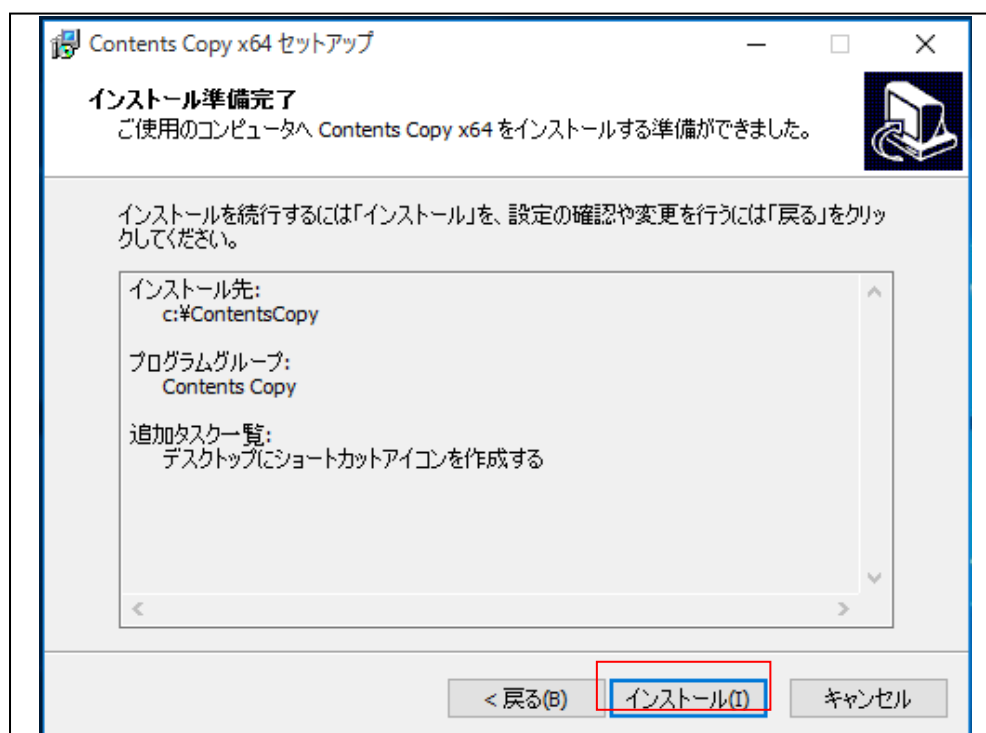 Contents Copy x64 セットアップ
インストール準備完了
ご使用のコンピュータへ Contents Copy x64 をインストールする準備ができました。
インストールを続行するには「インストール」を、設定の確認や変更を行うには「戻る」をクリッ
クしてください。
インストール先:
c:¥ContentsCopy
プログラムグループ:
Contents Copy
追加タスク一覧:
デスクトップにショートカットアイコンを作成する
< 戻る(B) インストール(I) キャンセル